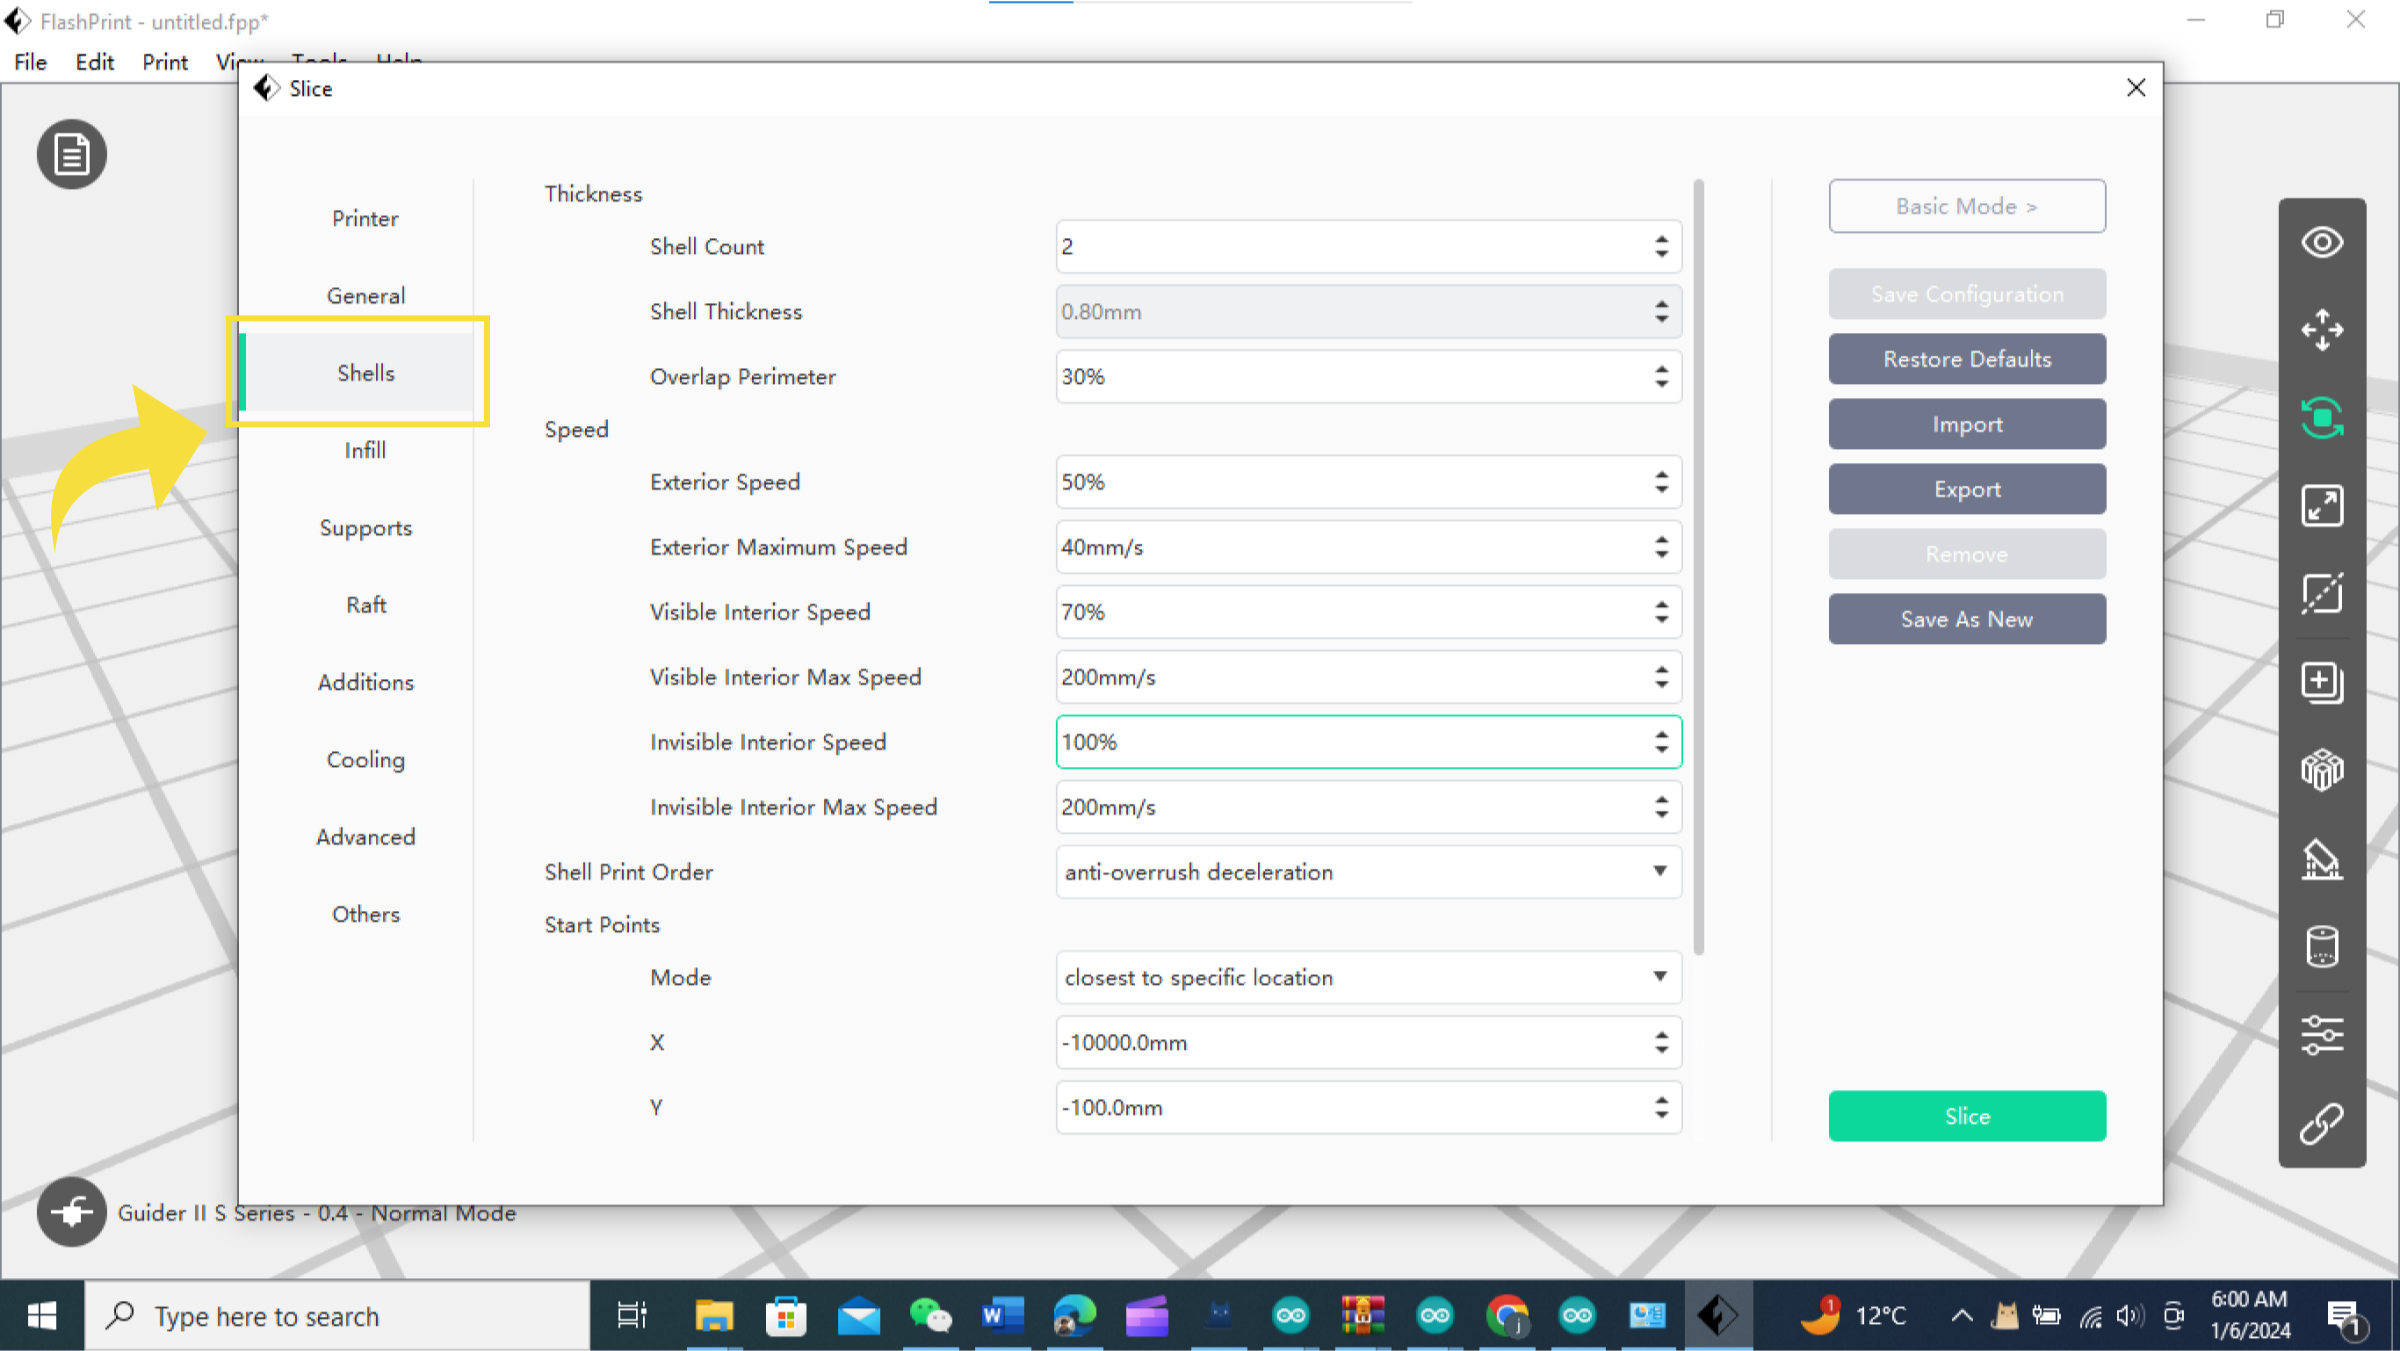 FlashPrint - untitled.fpp*
File Edit Print View Tools Help
Slice
Printer
General
Shells
Infill
Supports
Raft
Additions
Cooling
Advanced
Others
Thickness
Shell Count 2
Shell Thickness 0.80mm
Overlap Perimeter 30%
Speed
Exterior Speed 50%
Exterior Maximum Speed 40mm/s
Visible Interior Speed 70%
Visible Interior Max Speed 200mm/s
Invisible Interior Speed 100%
Invisible Interior Max Speed 200mm/s
Shell Print Order anti-overrush deceleration
Start Points
Mode closest to specific location
X -10000.0mm
Y -100.0mm
Basic Mode >
Save Configuration
Restore Defaults
Import
Export
Remove
Save As New
Slice
Guider II S Series - 0.4 - Normal Mode
Type here to search
W
j
1
12°C
6:00 AM
1/6/2024
1